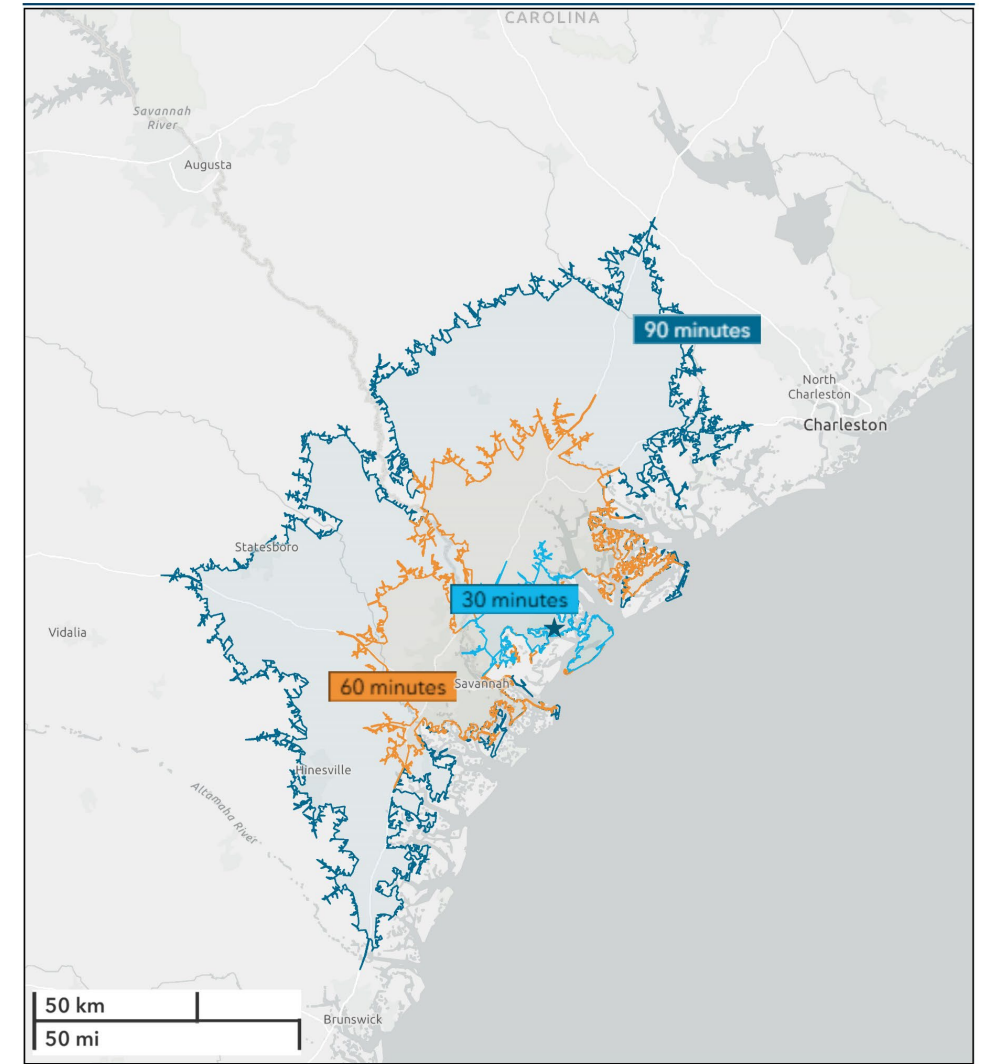 CAROLINA
Savannah
River
Augusta
90 minutes
North
Charleston
Charleston
Statesboro
30 minutes
Vidalia
60 minutes
Savannah
Hinesville
Altamaha River
50 km
50 mi
Brunswick